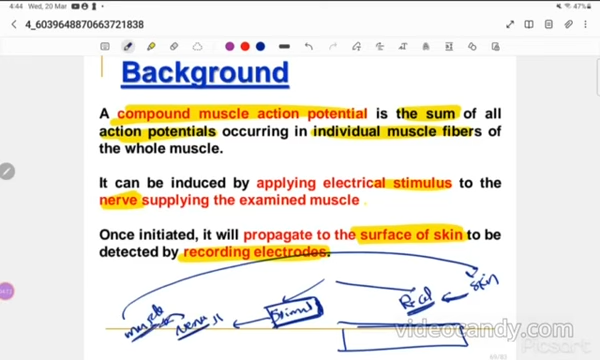 4:44 Wed, 20 Mar
47%
4_6039648870663721838
Background
A compound muscle action potential is the sum of all
action potentials occurring in individual muscle fibers of
the whole muscle.
It can be induced by applying electrical stimulus to the
nerve supplying the examined muscle
Once initiated, it will propagate to the surface of skin to be
detected by recording electrodes.
muscle
nerve
stimul
skin
videocandy.com
Picsart